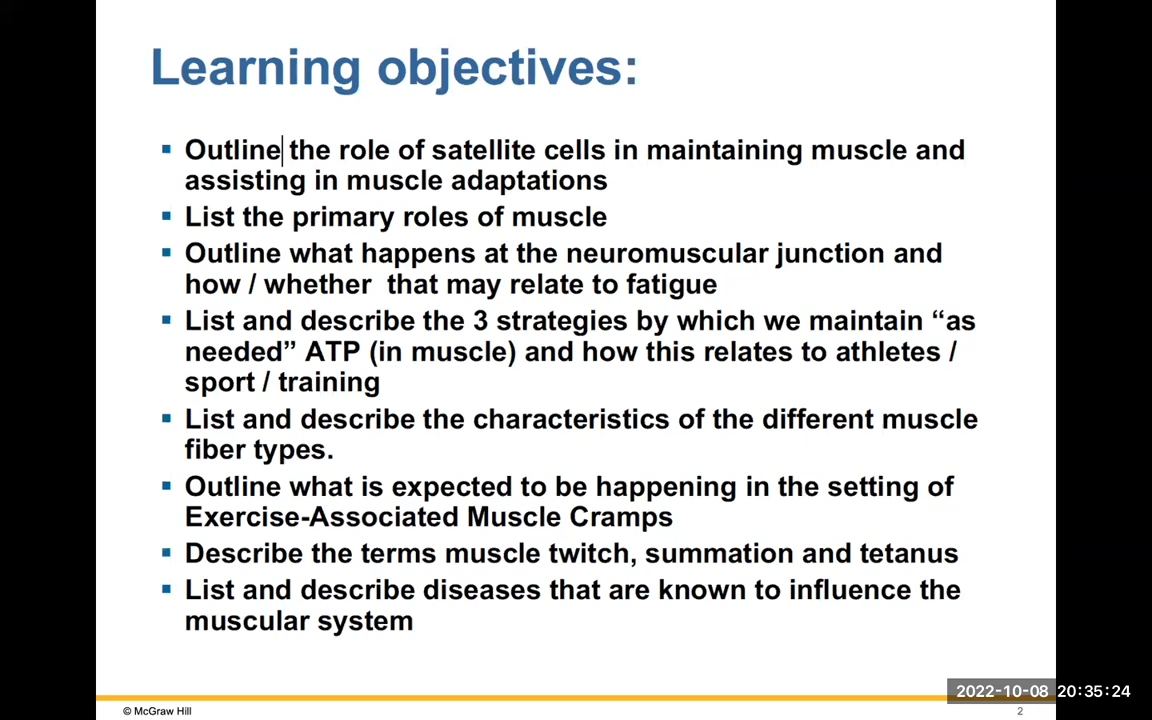 Learning objectives:
▪ Outline the role of satellite cells in maintaining muscle and
assisting in muscle adaptations
▪ List the primary roles of muscle
▪ Outline what happens at the neuromuscular junction and
how / whether  that may relate to fatigue
▪ List and describe the 3 strategies by which we maintain “as
needed” ATP (in muscle) and how this relates to athletes /
sport / training
▪ List and describe the characteristics of the different muscle
fiber types.
▪ Outline what is expected to be happening in the setting of
Exercise-Associated Muscle Cramps
▪ Describe the terms muscle twitch, summation and tetanus
▪ List and describe diseases that are known to influence the
muscular system
2022-10-08 20:35:24
© McGraw Hill
2